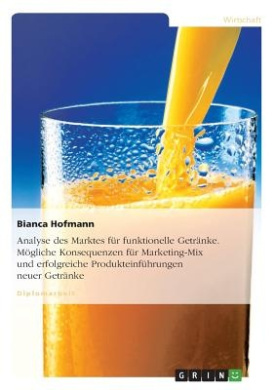 Wirtschaft
Bianca Hofmann
Analyse des Marktes für funktionelle Getränke.
Mögliche Konsequenzen für Marketing-Mix
und erfolgreiche Produkteinführungen
neuer Getränke
Diplomarbeit
GRIN